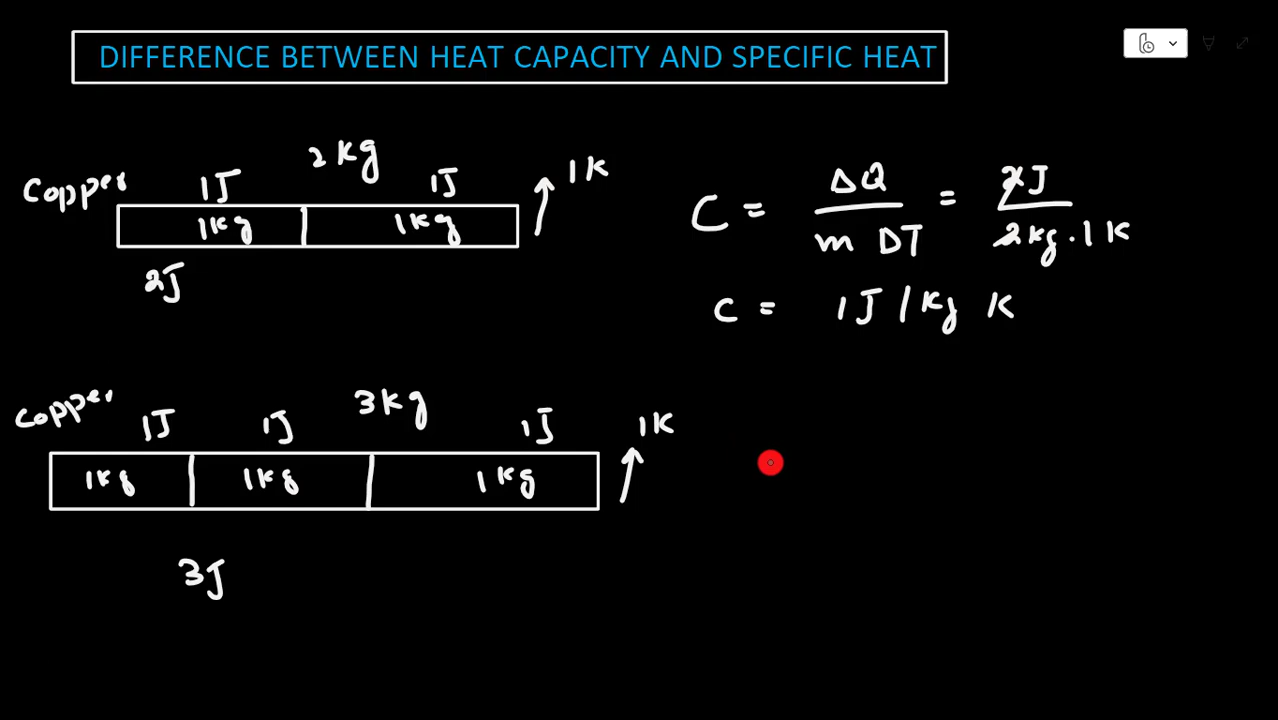 DIFFERENCE BETWEEN HEAT CAPACITY AND SPECIFIC HEAT
2 Kg
Copper 1J 1J 1K
1Kg 1Kg
2J
C = ΔQ / m ΔT = 2J / 2kg . 1K
C = 1J / Kg K
3Kg
Copper 1J 1J 1J 1K
1Kg 1Kg 1Kg
3J